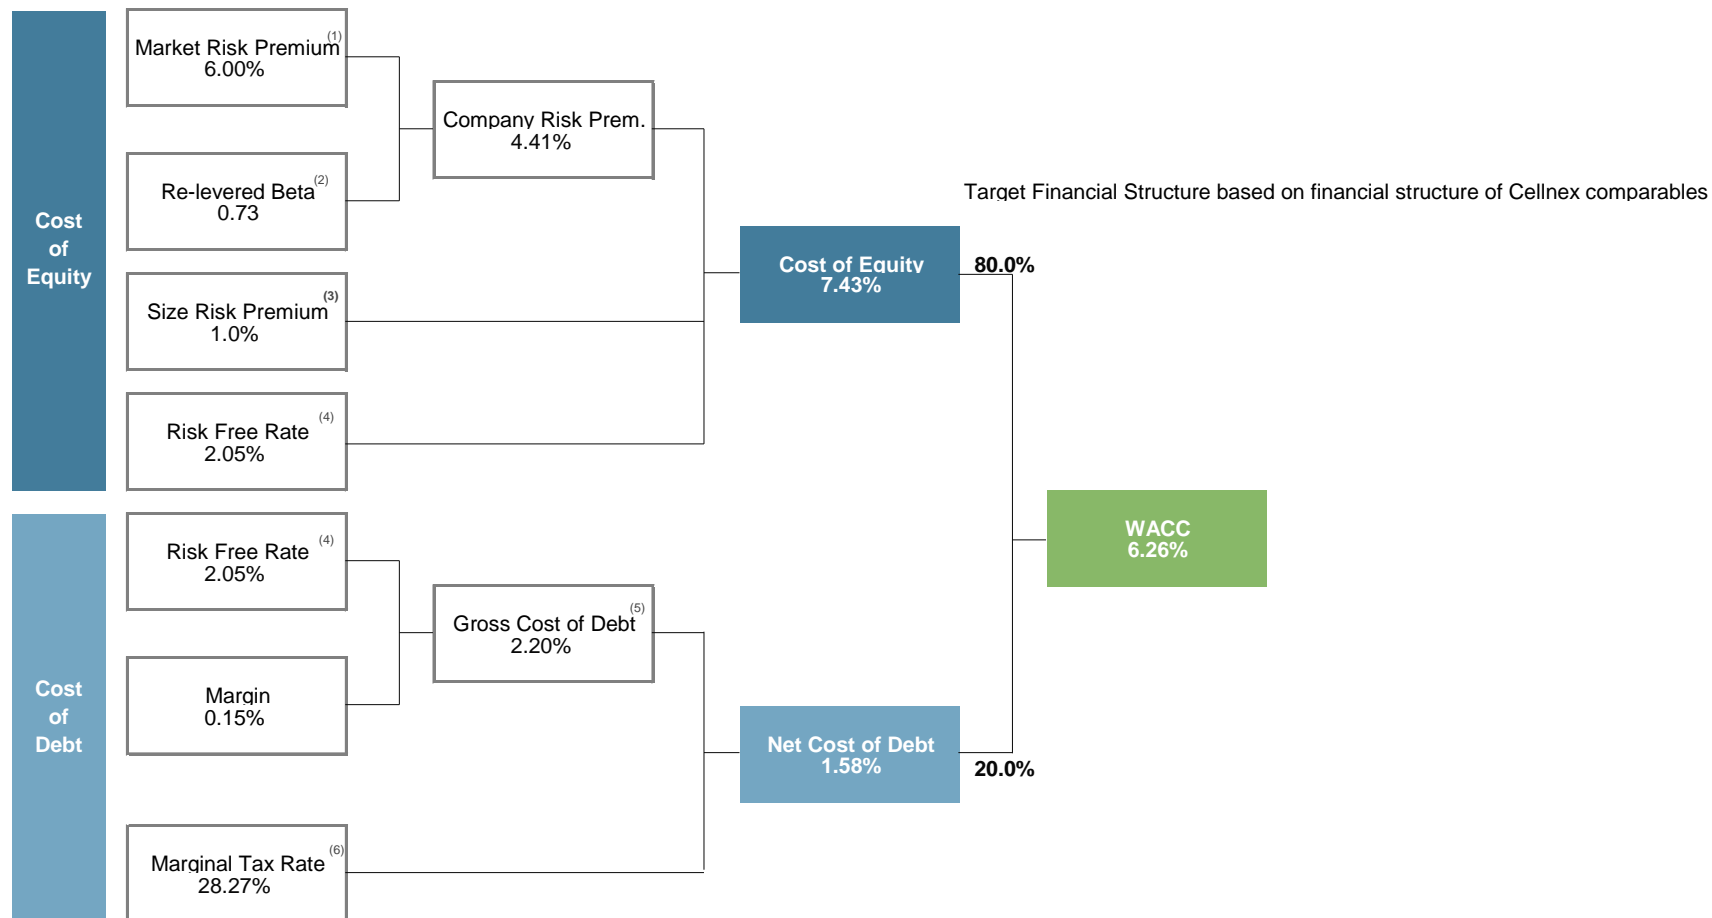 Cost
of
Equity
Market Risk Premium (1)
6.00%
Re-levered Beta (2)
0.73
Size Risk Premium (3)
1.0%
Risk Free Rate (4)
2.05%
Company Risk Prem.
4.41%
Target Financial Structure based on financial structure of Cellnex comparables
Cost of Equity
7.43%
80.0%
Cost
of
Debt
Risk Free Rate (4)
2.05%
Margin
0.15%
Marginal Tax Rate (6)
28.27%
Gross Cost of Debt (5)
2.20%
Net Cost of Debt
1.58%
20.0%
WACC
6.26%